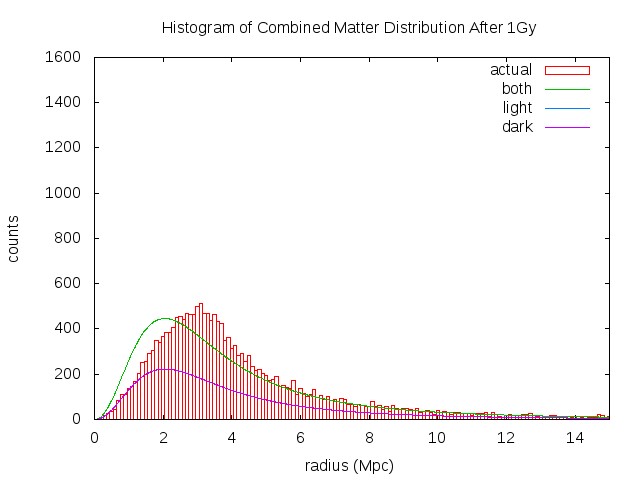 Histogram of Combined Matter Distribution After 1Gy
1600
1400
1200
1000
800
600
400
200
0
counts
actual
both
light
dark
0 2 4 6 8 10 12 14
radius (Mpc)